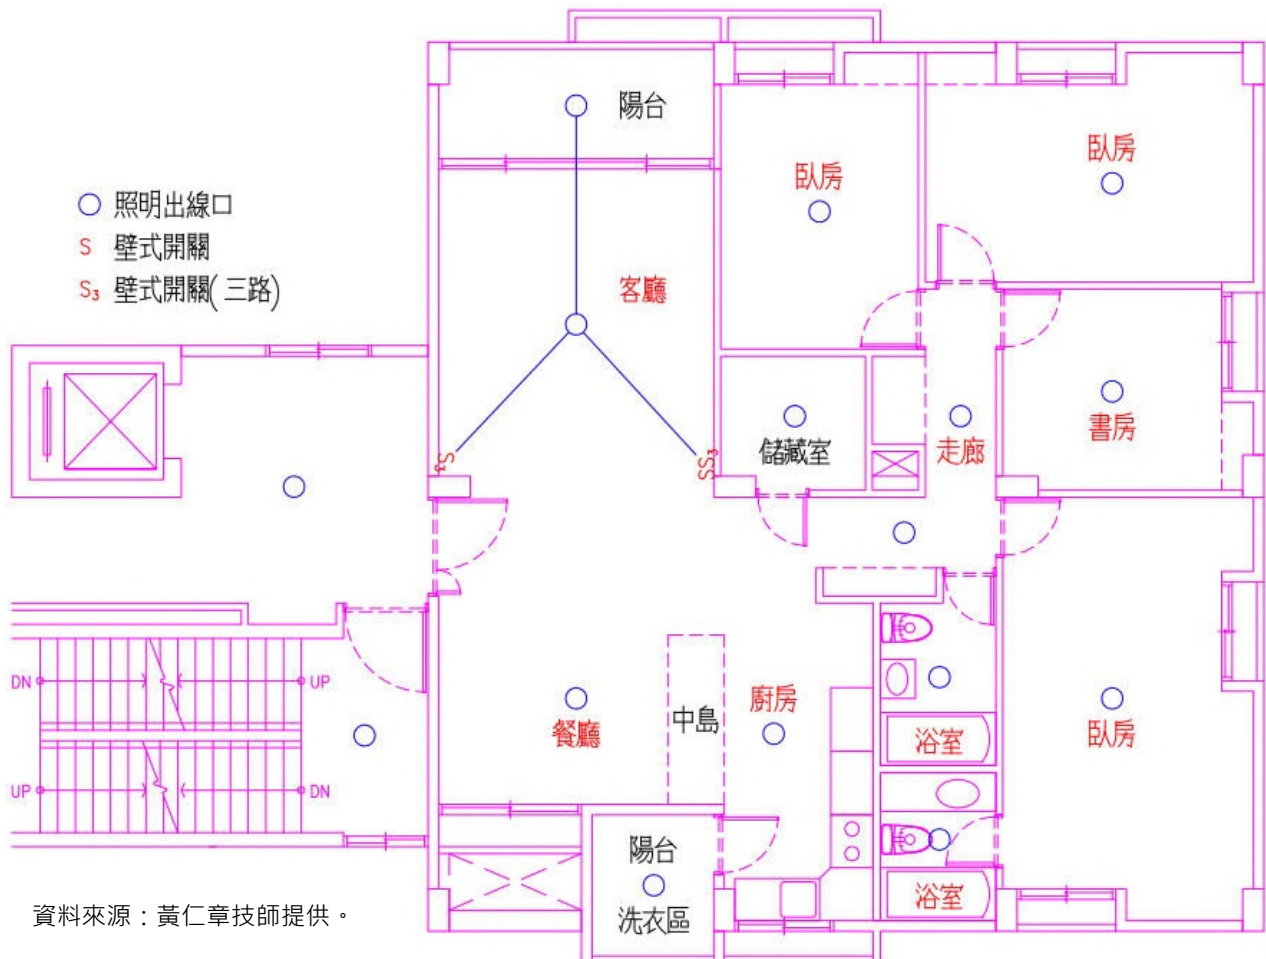 陽台
臥房
臥房
照明出線口
S 壁式開關
S₃ 壁式開關(三路)
客廳
儲藏室
走廊
書房
S₃
SS₃
DN
UP
UP
DN
餐廳
中島
廚房
浴室
臥房
陽台
洗衣區
浴室
資料來源：黃仁章技師提供。